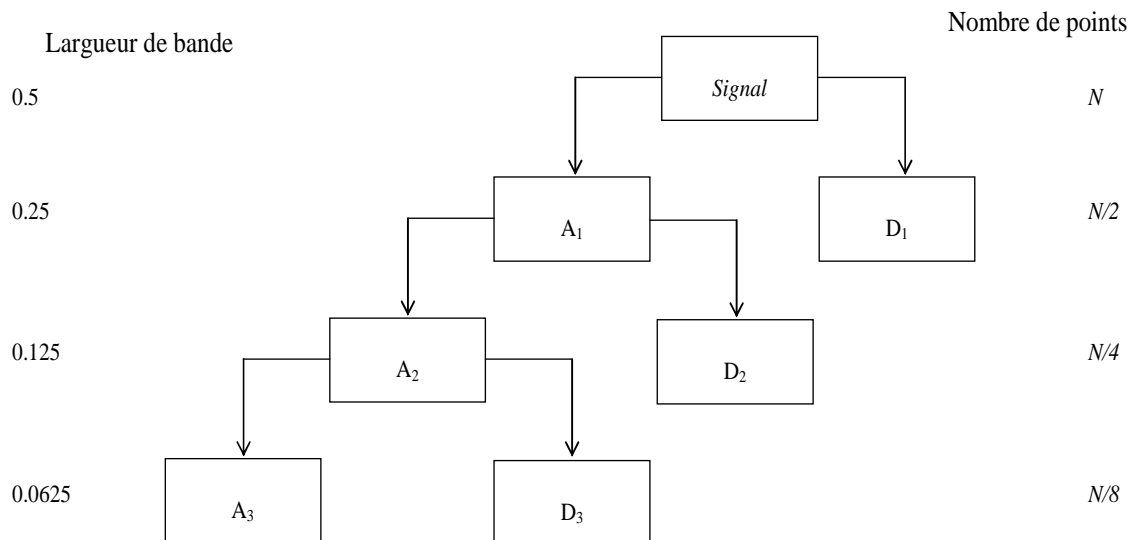 Nombre de points
Largueur de bande
0.5
Signal
N
0.25
A₁
D₁
N/2
0.125
A₂
D₂
N/4
0.0625
A₃
D₃
N/8